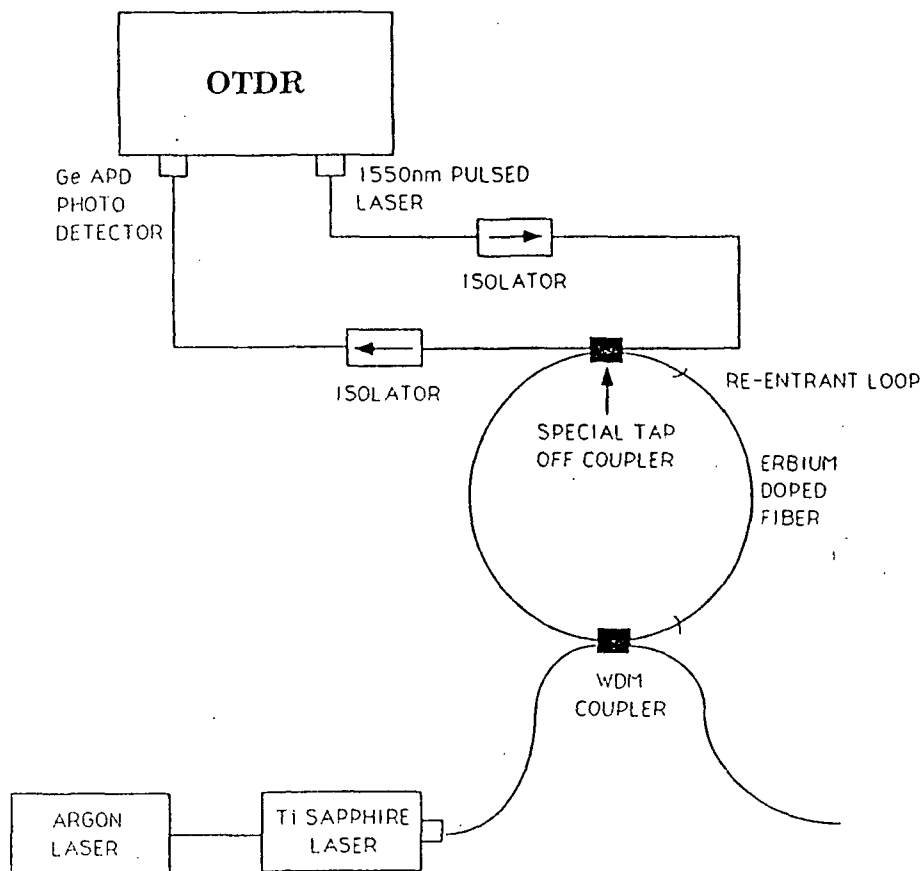 OTDR
Ge APD
PHOTO
DETECTOR
1550nm PULSED
LASER
ISOLATOR
ISOLATOR
RE-ENTRANT LOOP
SPECIAL TAP
OFF COUPLER
ERBIUM
DOPED
FIBER
WDM
COUPLER
ARGON
LASER
Ti SAPPHIRE
LASER